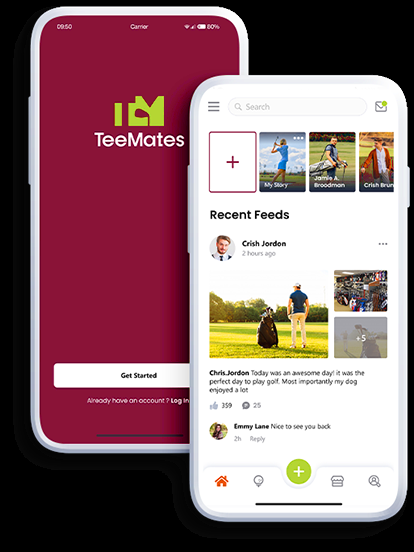 09:50 Carrier 80%
TeeMates
Get Started
Already have an account ? Log In
Search
+
My Story
Jamie A.
Broodman
Crish Brun
Recent Feeds
Crish Jordon
2 hours ago
+5
Chris.Jordon Today was an awesome day! it was the
perfect day to play golf. Most importantly my dog
enjoyed a lot
359 25
Emmy Lane Nice to see you back
2h Reply
+